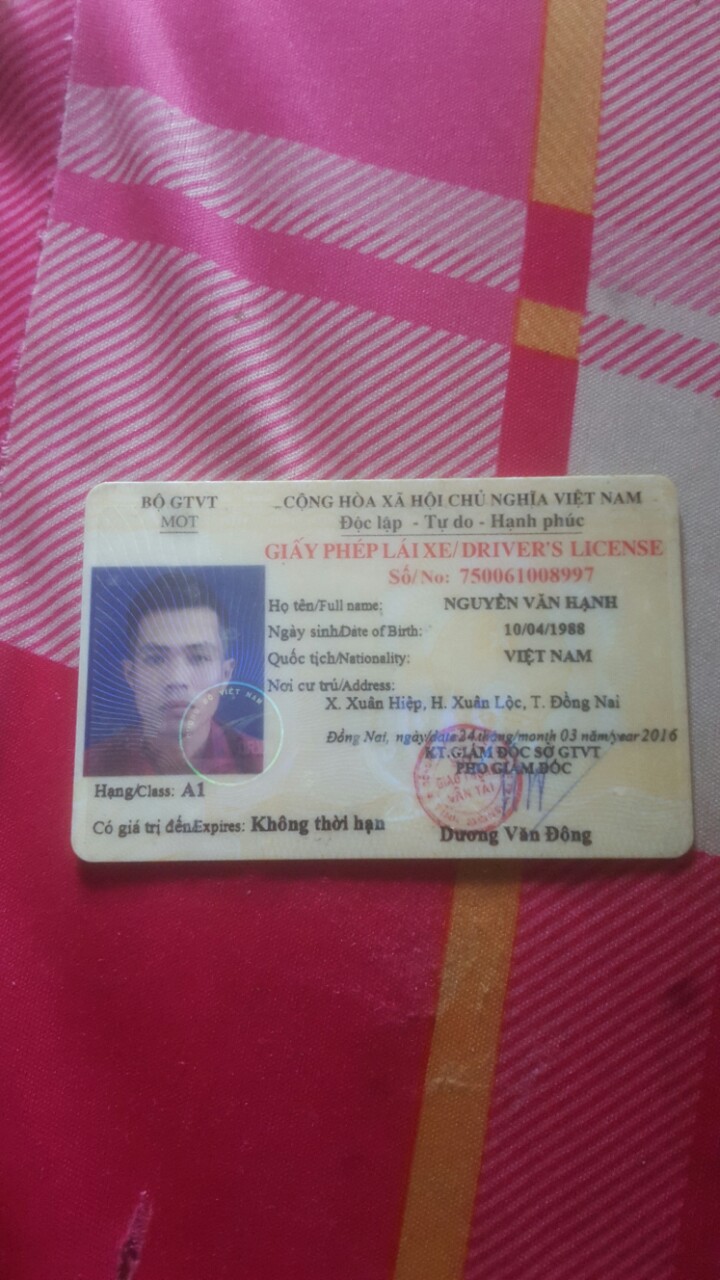 BỘ GTVT
MOT
CỘNG HÒA XÃ HỘI CHỦ NGHĨA VIỆT NAM
Độc lập - Tự do - Hạnh phúc
GIẤY PHÉP LÁI XE/DRIVER'S LICENSE
Số/No: 750061008997
Họ tên/Full name: NGUYỄN VĂN HẠNH
Ngày sinh/Date of Birth: 10/04/1988
Quốc tịch/Nationality: VIỆT NAM
Nơi cư trú/Address:
X. Xuân Hiệp, H. Xuân Lộc, T. Đồng Nai
Đồng Nai, ngày/date 24 tháng/month 03 năm/year 2016
KT.GIÁM ĐỐC SỞ GTVT
PHÓ GIÁM ĐỐC
VẬN TẢI
Dương Văn Đông
Hạng/Class: A1
Có giá trị đến/Expires: Không thời hạn